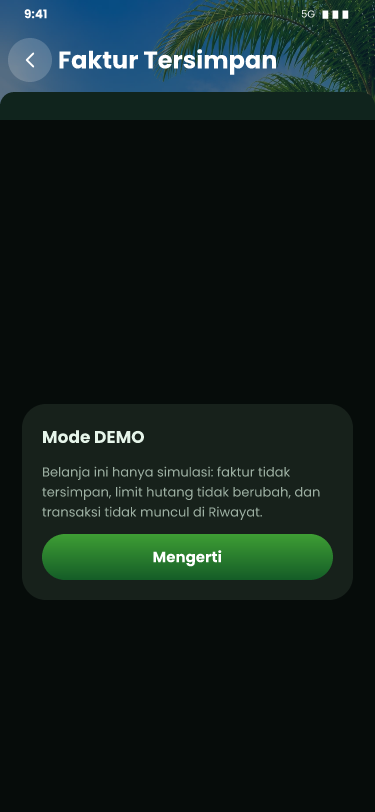 9:41
5G
Faktur Tersimpan
Mode DEMO
Belanja ini hanya simulasi: faktur tidak
tersimpan, limit hutang tidak berubah, dan
transaksi tidak muncul di Riwayat.
Mengerti